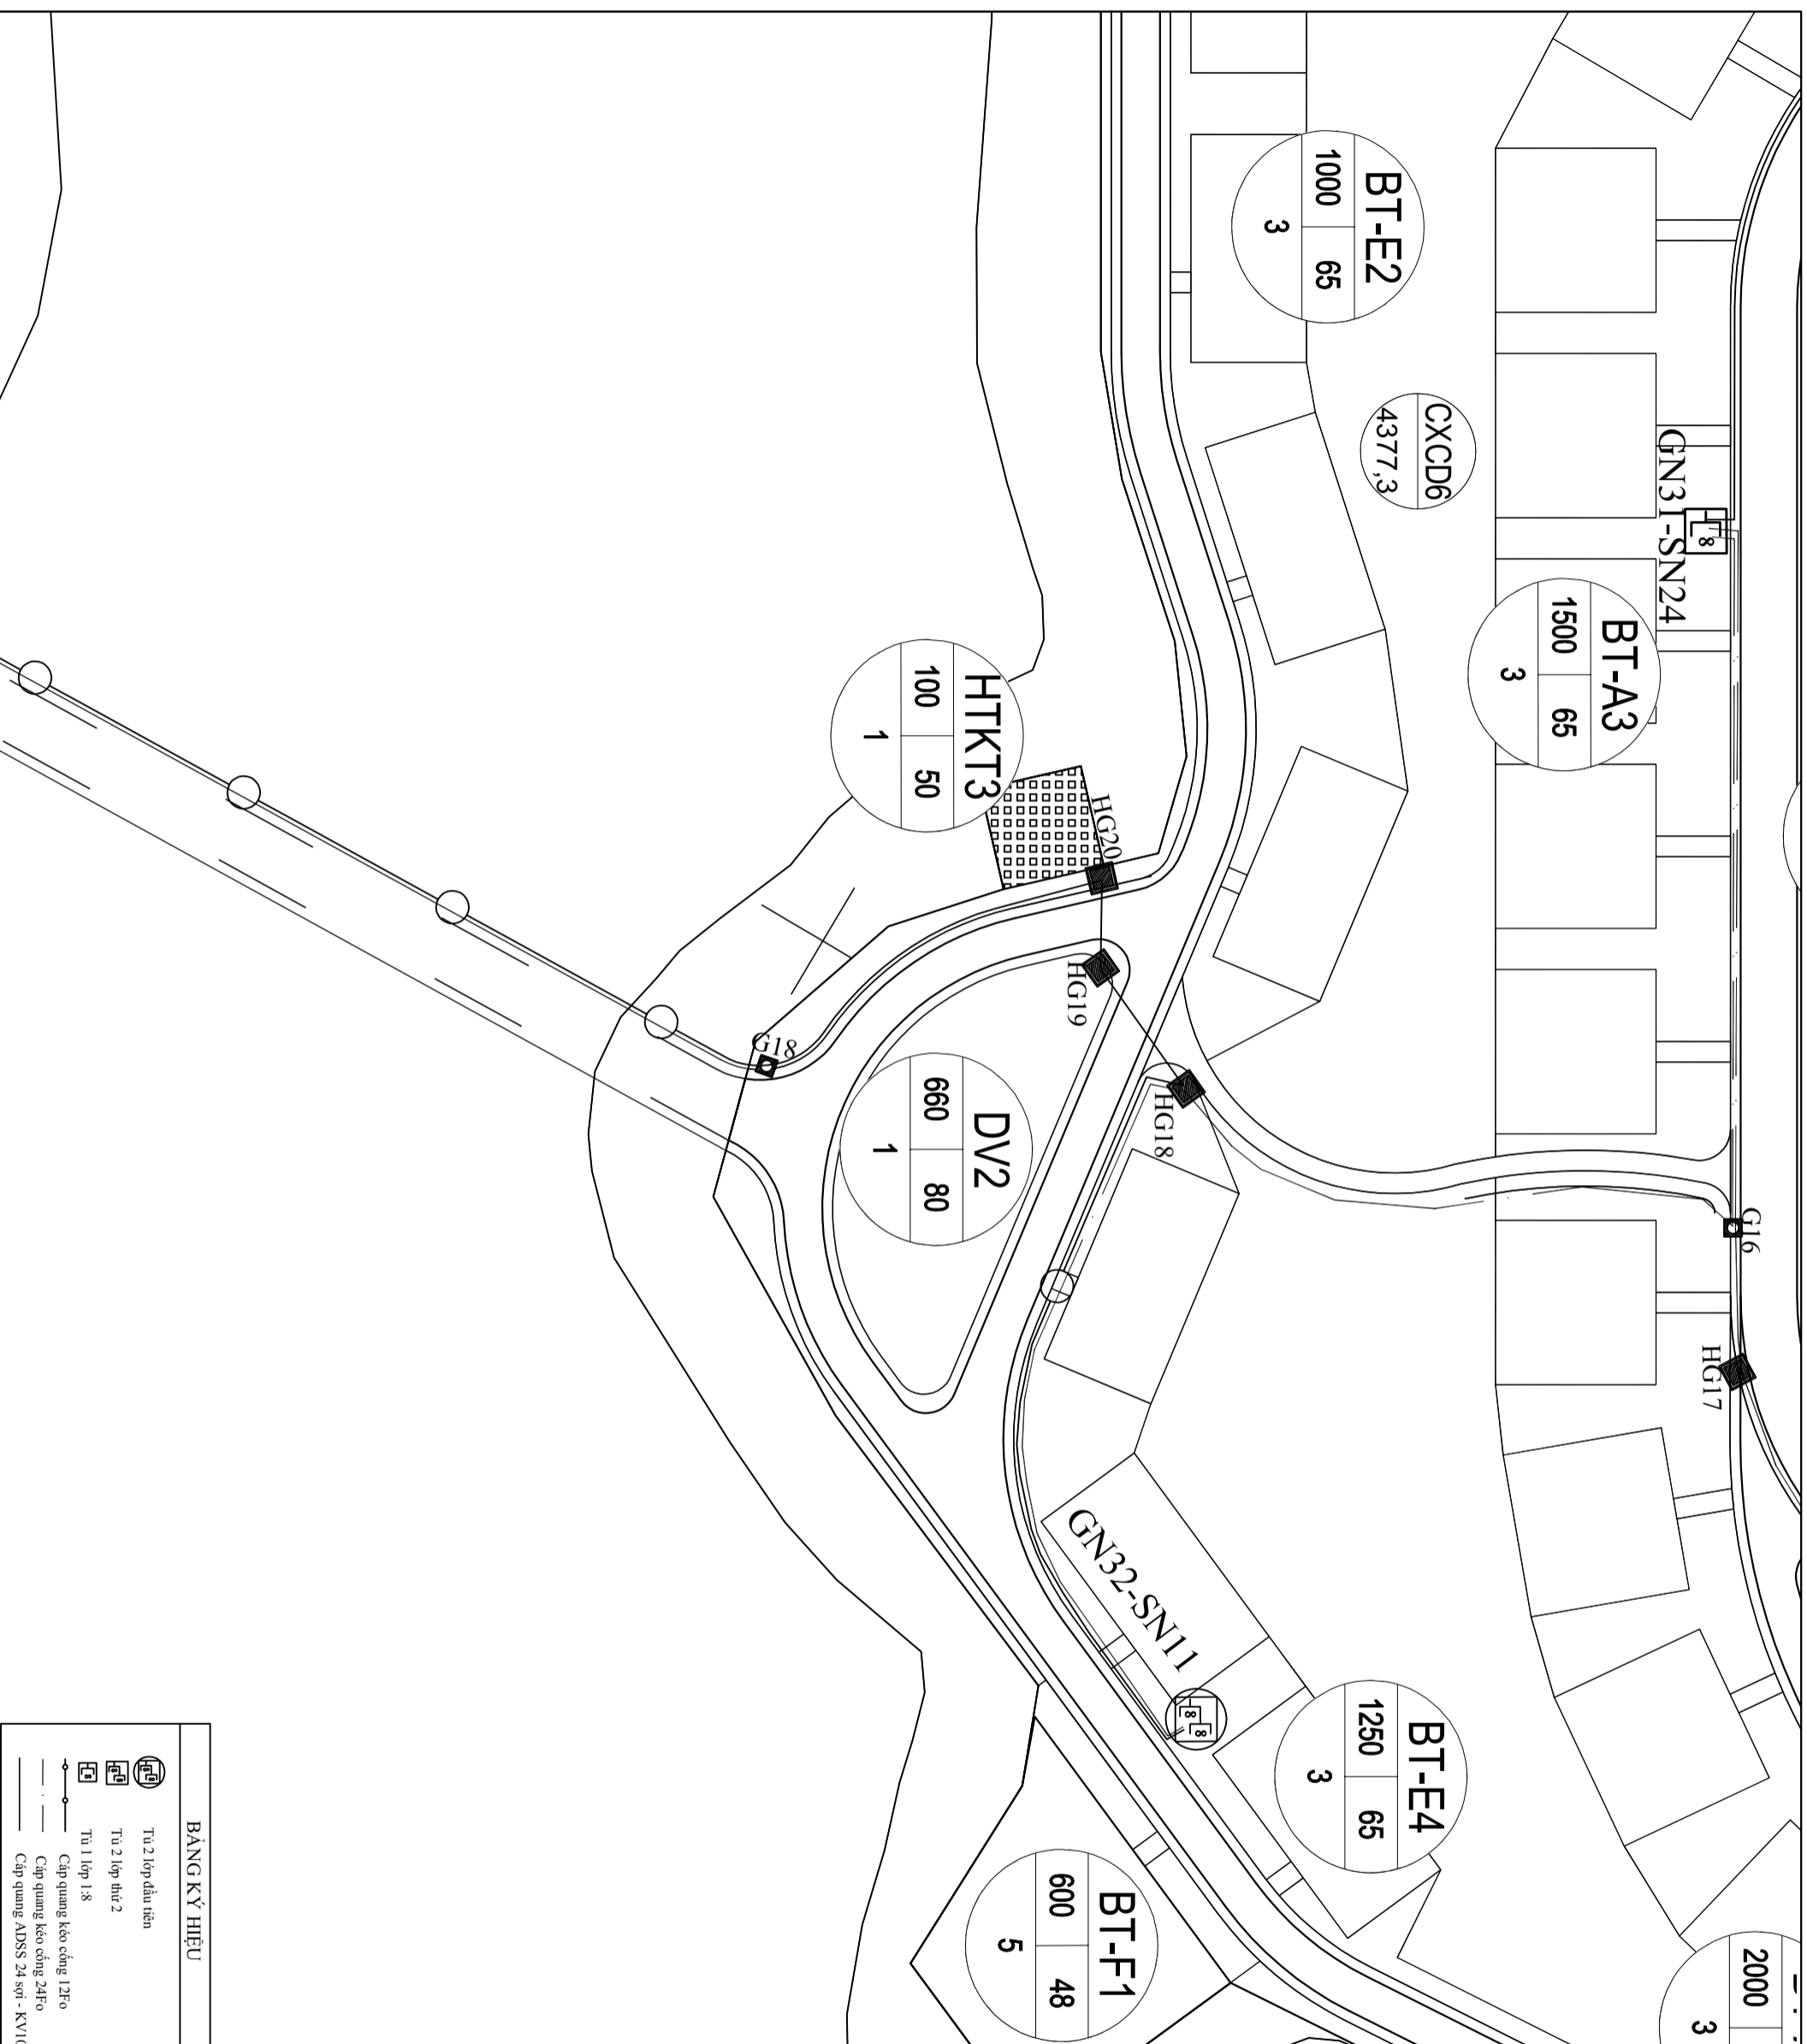 BT-E2
1000 65
3
CXCD6
4377,3
GN31-SN24
8
BT-A3
1500 65
3
HTKT3
100 50
1
HG20
HG19
G18
HG18
DV2
660 80
1
G16
HG17
GN32-SN11
8 8
BT-E4
1250 65
3
BT-F1
600 48
5
2000
3
BẢNG KÝ HIỆU
Tủ 2 lớp đầu tiên
Tủ 2 lớp thứ 2
Tủ 1 lớp 1:8
Cáp quang kéo cống 12Fo
Cáp quang kéo cống 24Fo
Cáp quang ADSS 24 sợi - KV10